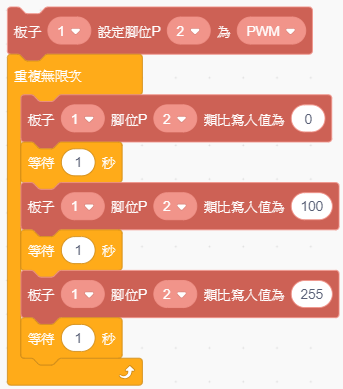 板子 1 設定腳位P 2 為 PWM
重複無限次
板子 1 腳位P 2 類比寫入值為 0
等待 1 秒
板子 1 腳位P 2 類比寫入值為 100
等待 1 秒
板子 1 腳位P 2 類比寫入值為 255
等待 1 秒